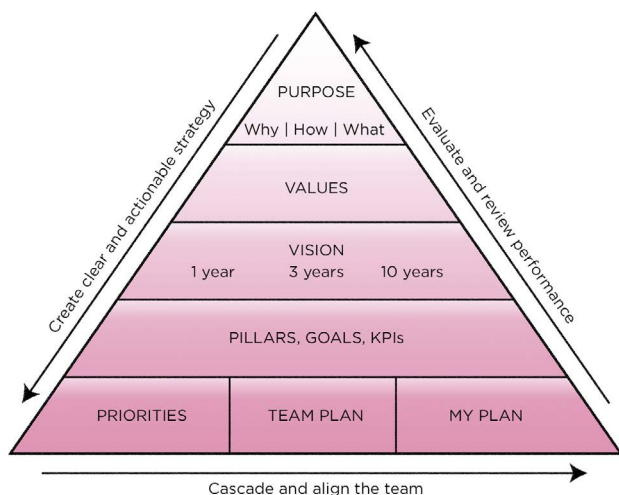 PURPOSE
Why | How | What
VALUES
VISION
1 year 3 years 10 years
PILLARS, GOALS, KPIs
PRIORITIES TEAM PLAN MY PLAN
Create clear and actionable strategy
Evaluate and review performance
Cascade and align the team